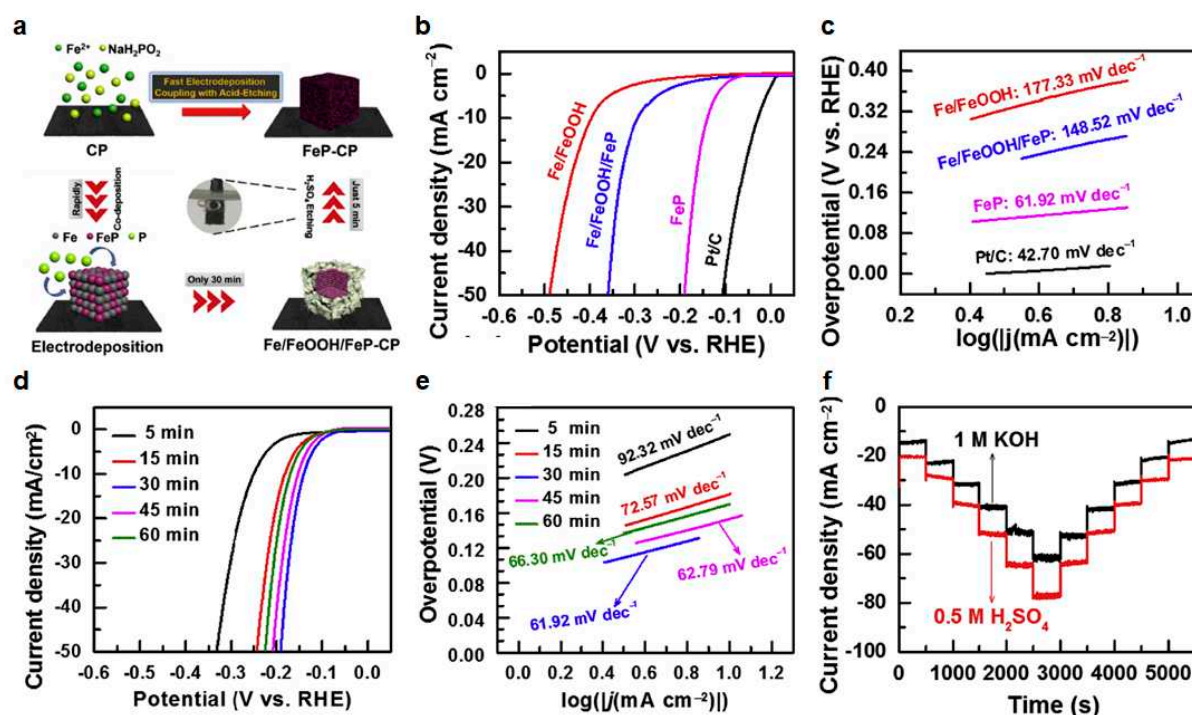 a
Fe²⁺ NaH₂PO₂
Fast Electrodeposition
Coupling with Acid-Etching
CP
FeP-CP
Rapidly
Co-deposition
H₂SO₄ Etching
Just 5 min
Fe FeP P
Only 30 min
Electrodeposition
Fe/FeOOH/FeP-CP
b
Current density (mA cm⁻²)
0
-10
-20
-30
-40
-50
Fe/FeOOH
Fe/FeOOH/FeP
FeP
Pt/C
-0.6 -0.5 -0.4 -0.3 -0.2 -0.1 0.0
Potential (V vs. RHE)
c
Overpotential (V vs. RHE)
0.40
0.32
0.24
0.16
0.08
0.00
Fe/FeOOH: 177.33 mV dec⁻¹
Fe/FeOOH/FeP: 148.52 mV dec⁻¹
FeP: 61.92 mV dec⁻¹
Pt/C: 42.70 mV dec⁻¹
0.2 0.4 0.6 0.8 1.0
log(|j(mA cm⁻²)|)
d
Current density (mA/cm²)
0
-10
-20
-30
-40
-50
5 min
15 min
30 min
45 min
60 min
-0.6 -0.5 -0.4 -0.3 -0.2 -0.1 0.0
Potential (V vs. RHE)
e
Overpotential (V)
0.28
0.24
0.20
0.16
0.12
0.08
0.04
0.00
5 min
15 min
30 min
45 min
60 min
92.32 mV dec⁻¹
72.57 mV dec⁻¹
66.30 mV dec⁻¹
62.79 mV dec⁻¹
61.92 mV dec⁻¹
0.0 0.2 0.4 0.6 0.8 1.0 1.2
log(|j(mA cm⁻²)|)
f
Current density (mA cm⁻²)
0
-20
-40
-60
-80
-100
1 M KOH
0.5 M H₂SO₄
0 1000 2000 3000 4000 5000
Time (s)